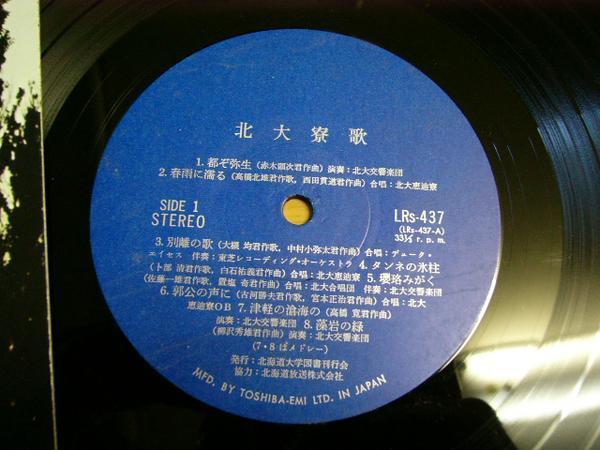 北大寮歌
1. 都ぞ弥生 (赤木顕次君作曲) 演奏:北大交響楽団
2. 春雨に濡る (高橋北雄君作歌, 西田貫道君作曲) 合唱:北大恵迪寮
SIDE 1
STEREO
LRs-437
(LRs-437-A)
33⅓ r. p. m.
3. 別離の歌 (大槻 均君作歌, 中村小弥太君作曲) 合唱:デューク・
エイセス 伴奏:東芝レコーディング・オーケストラ 4. タンネの氷柱
(卜部 清君作歌, 白石祐義君作曲) 合唱:北大恵迪寮 5. 瓔珞みがく
(佐藤一雄君作歌, 置塩 奇君作曲) 合唱:北大合唱団 伴奏:北大交響楽団
6. 郭公の声に (古河勝夫君作歌, 宮本正治君作曲) 合唱:北大
恵迪寮OB 7. 津軽の滄海の (高橋 寛君作曲)
演奏:北大交響楽団 8. 藻岩の緑
(柳沢秀雄君作曲) 演奏:北大交響楽団
(7・8はメドレー)
発行:北海道大学図書刊行会
協力:北海道放送株式会社
MFD. BY TOSHIBA-EMI LTD. IN JAPAN